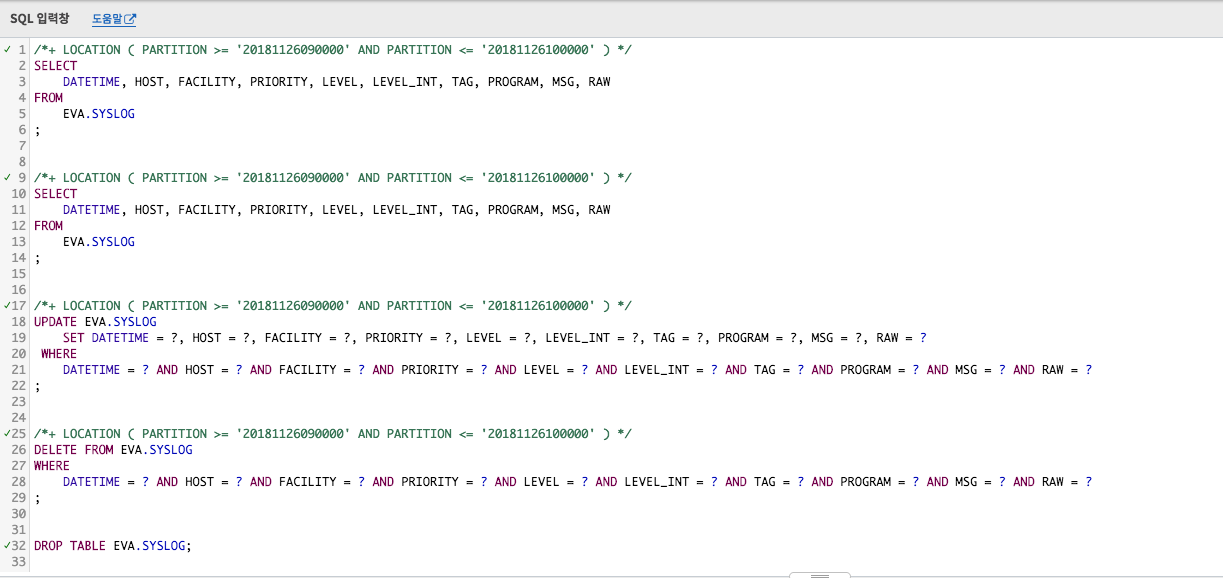 SQL 입력창 도움말
✓ 1 /*+ LOCATION ( PARTITION >= '20181126090000' AND PARTITION <= '20181126100000' ) */
2 SELECT
3 DATETIME, HOST, FACILITY, PRIORITY, LEVEL, LEVEL_INT, TAG, PROGRAM, MSG, RAW
4 FROM
5 EVA.SYSLOG
6 ;
7
8
✓ 9 /*+ LOCATION ( PARTITION >= '20181126090000' AND PARTITION <= '20181126100000' ) */
10 SELECT
11 DATETIME, HOST, FACILITY, PRIORITY, LEVEL, LEVEL_INT, TAG, PROGRAM, MSG, RAW
12 FROM
13 EVA.SYSLOG
14 ;
15
16
✓17 /*+ LOCATION ( PARTITION >= '20181126090000' AND PARTITION <= '20181126100000' ) */
18 UPDATE EVA.SYSLOG
19 SET DATETIME = ?, HOST = ?, FACILITY = ?, PRIORITY = ?, LEVEL = ?, LEVEL_INT = ?, TAG = ?, PROGRAM = ?, MSG = ?, RAW = ?
20 WHERE
21 DATETIME = ? AND HOST = ? AND FACILITY = ? AND PRIORITY = ? AND LEVEL = ? AND LEVEL_INT = ? AND TAG = ? AND PROGRAM = ? AND MSG = ? AND RAW = ?
22 ;
23
24
✓25 /*+ LOCATION ( PARTITION >= '20181126090000' AND PARTITION <= '20181126100000' ) */
26 DELETE FROM EVA.SYSLOG
27 WHERE
28 DATETIME = ? AND HOST = ? AND FACILITY = ? AND PRIORITY = ? AND LEVEL = ? AND LEVEL_INT = ? AND TAG = ? AND PROGRAM = ? AND MSG = ? AND RAW = ?
29 ;
30
31
✓32 DROP TABLE EVA.SYSLOG;
33